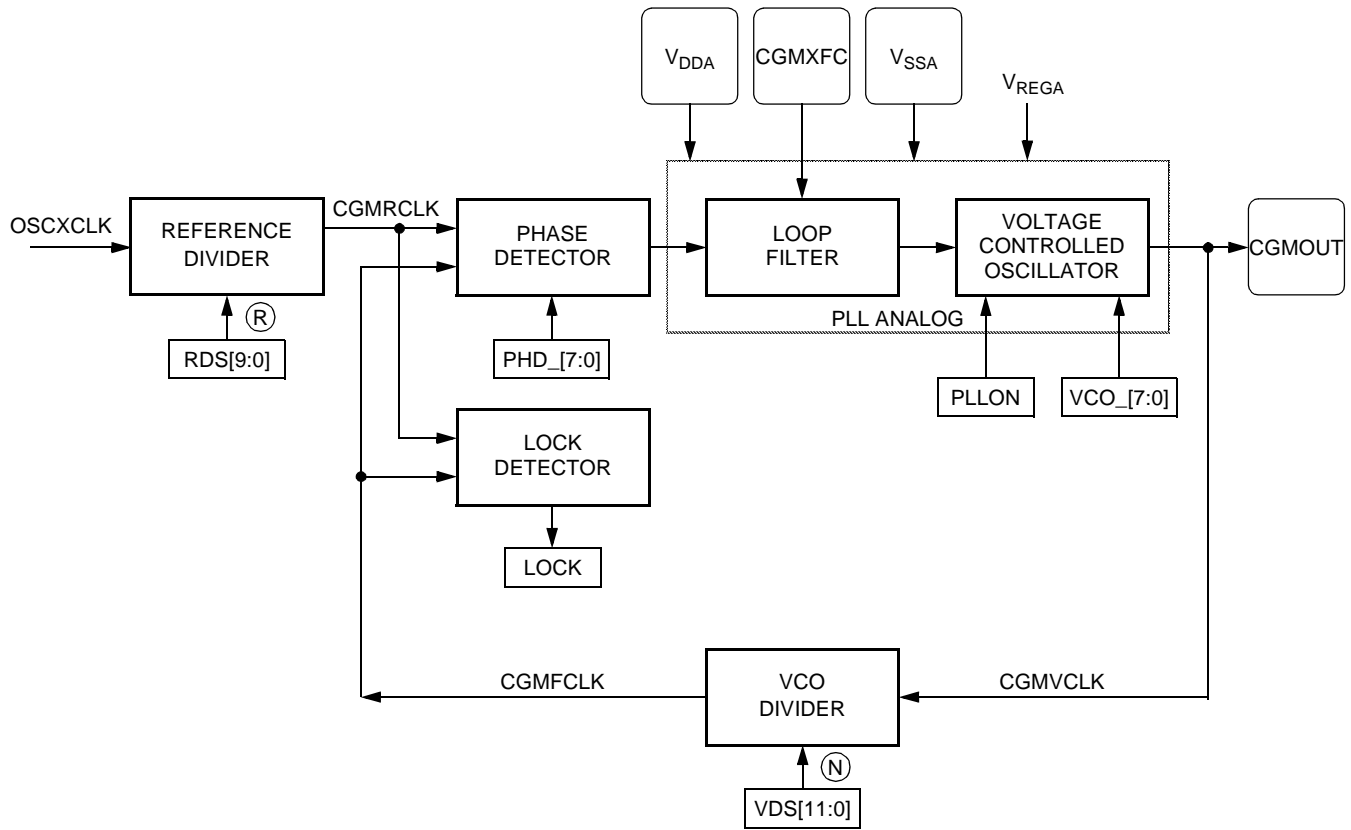 VDDA
CGMXFC
VSSA
VREGA
OSCXCLK
REFERENCE
DIVIDER
CGMRCLK
PHASE
DETECTOR
LOOP
FILTER
VOLTAGE
CONTROLLED
OSCILLATOR
CGMOUT
PLL ANALOG
R
RDS[9:0]
PHD_[7:0]
PLLON
VCO_[7:0]
LOCK
DETECTOR
LOCK
CGMFCLK
VCO
DIVIDER
CGMVCLK
N
VDS[11:0]